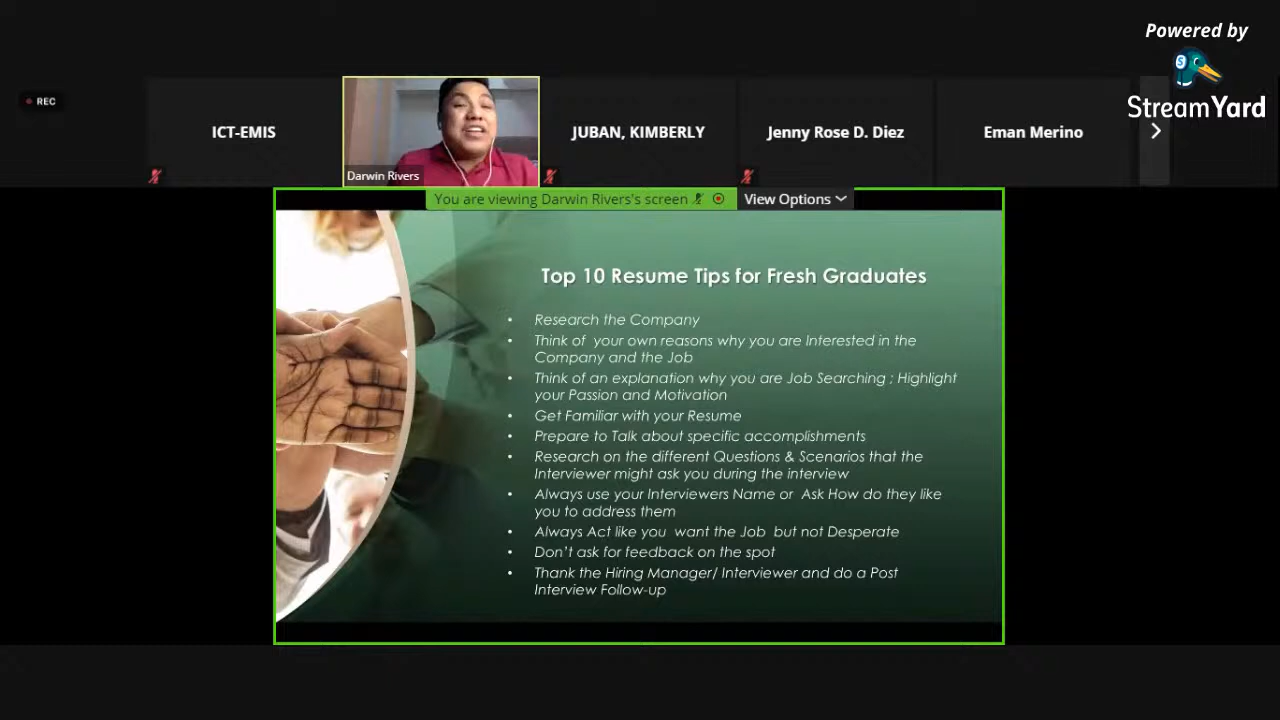 Powered by
StreamYard
REC
ICT-EMIS
JUBAN, KIMBERLY
Jenny Rose D. Diez
Eman Merino
Darwin Rivers
You are viewing Darwin Rivers's screen
View Options
Top 10 Resume Tips for Fresh Graduates
• Research the Company
• Think of your own reasons why you are Interested in the
Company and the Job
• Think of an explanation why you are Job Searching ; Highlight
your Passion and Motivation
• Get Familiar with your Resume
• Prepare to Talk about specific accomplishments
• Research on the different Questions & Scenarios that the
Interviewer might ask you during the interview
• Always use your Interviewers Name or Ask How do they like
you to address them
• Always Act like you want the Job but not Desperate
• Don't ask for feedback on the spot
• Thank the Hiring Manager/ Interviewer and do a Post
Interview Follow-up